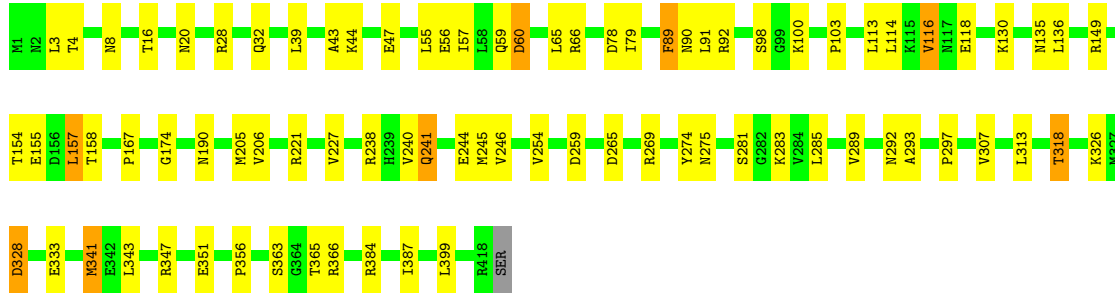 M1 N2 L3 T4 N8 T16 N20 R28 Q32 L39 A43 K44 E47 L55 E56 I57 L58 Q59 D60 L65 R66 D78 I79 F89 N90 L91 R92 S98 G99 K100 P103 L113 L114 K115 V116 N117 E118 K130 N135 L136 R149
T154 E155 D156 L157 T158 P167 G174 N190 M205 V206 R221 V227 R238 H239 V240 Q241 E244 M245 V246 V254 D259 D265 R269 Y274 N275 S281 G282 K283 V284 L285 V289 N292 A293 P297 V307 L313 T318 K326 M327
D328 E333 M341 E342 L343 R347 E351 P356 S363 G364 T365 R366 R384 I387 L399 R418 SER